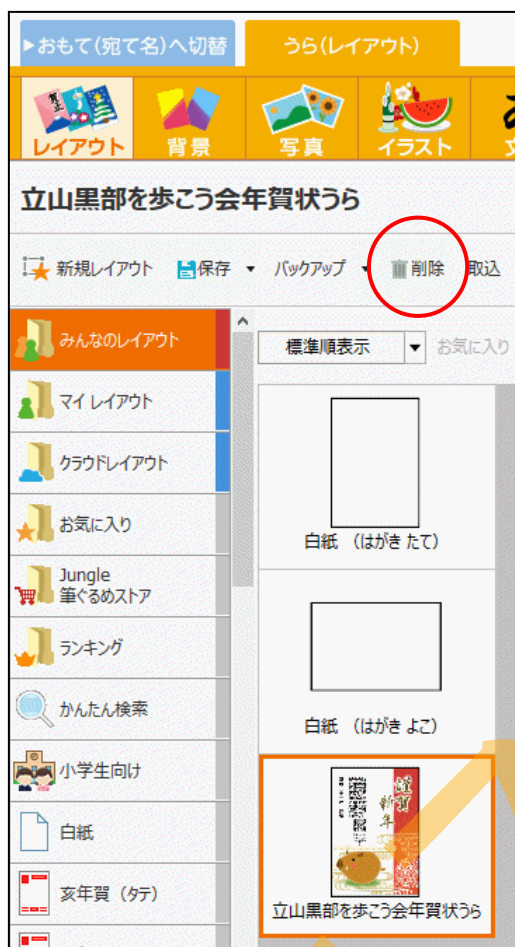 ▶おもて(宛て名)へ切替
うら(レイアウト)
レイアウト
背景
写真
イラスト
立山黒部を歩こう会年賀状うら
新規レイアウト
保存
バックアップ
削除
取込
みんなのレイアウト
マイ レイアウト
クラウドレイアウト
お気に入り
Jungle
筆ぐるめストア
ランキング
かんたん検索
小学生向け
白紙
亥年賀（タテ）
標準順表示
お気に入り
白紙　（はがき たて）
白紙　（はがき よこ）
謹賀
新年
立山黒部を歩こう会年賀状うら